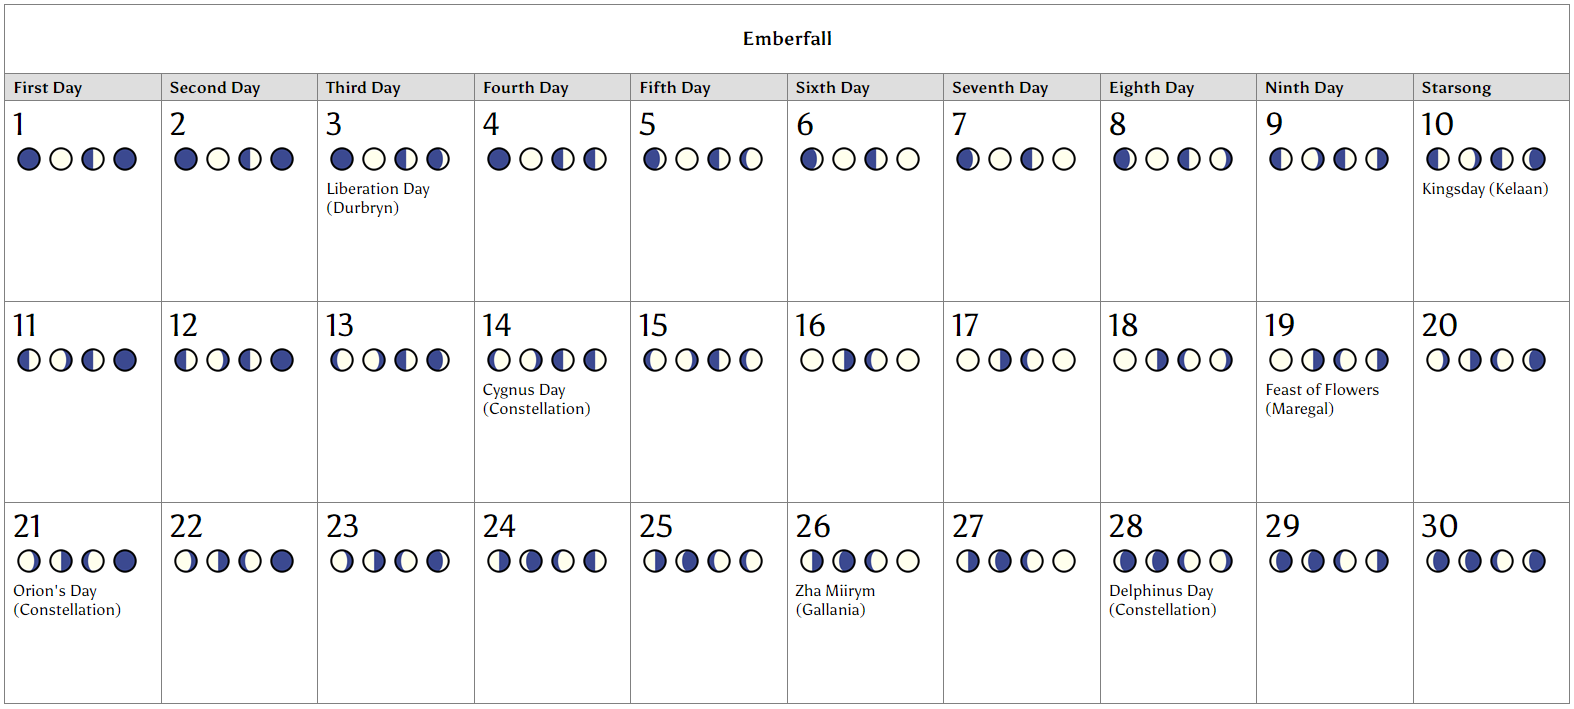 Emberfall
First Day Second Day Third Day Fourth Day Fifth Day Sixth Day Seventh Day Eighth Day Ninth Day Starsong
1 2 3 4 5 6 7 8 9 10
Liberation Day
(Durbryn)
Kingsday (Kelaan)
11 12 13 14 15 16 17 18 19 20
Cygnus Day
(Constellation)
Feast of Flowers
(Maregal)
21 22 23 24 25 26 27 28 29 30
Orion's Day
(Constellation)
Zha Miirym
(Gallania)
Delphinus Day
(Constellation)